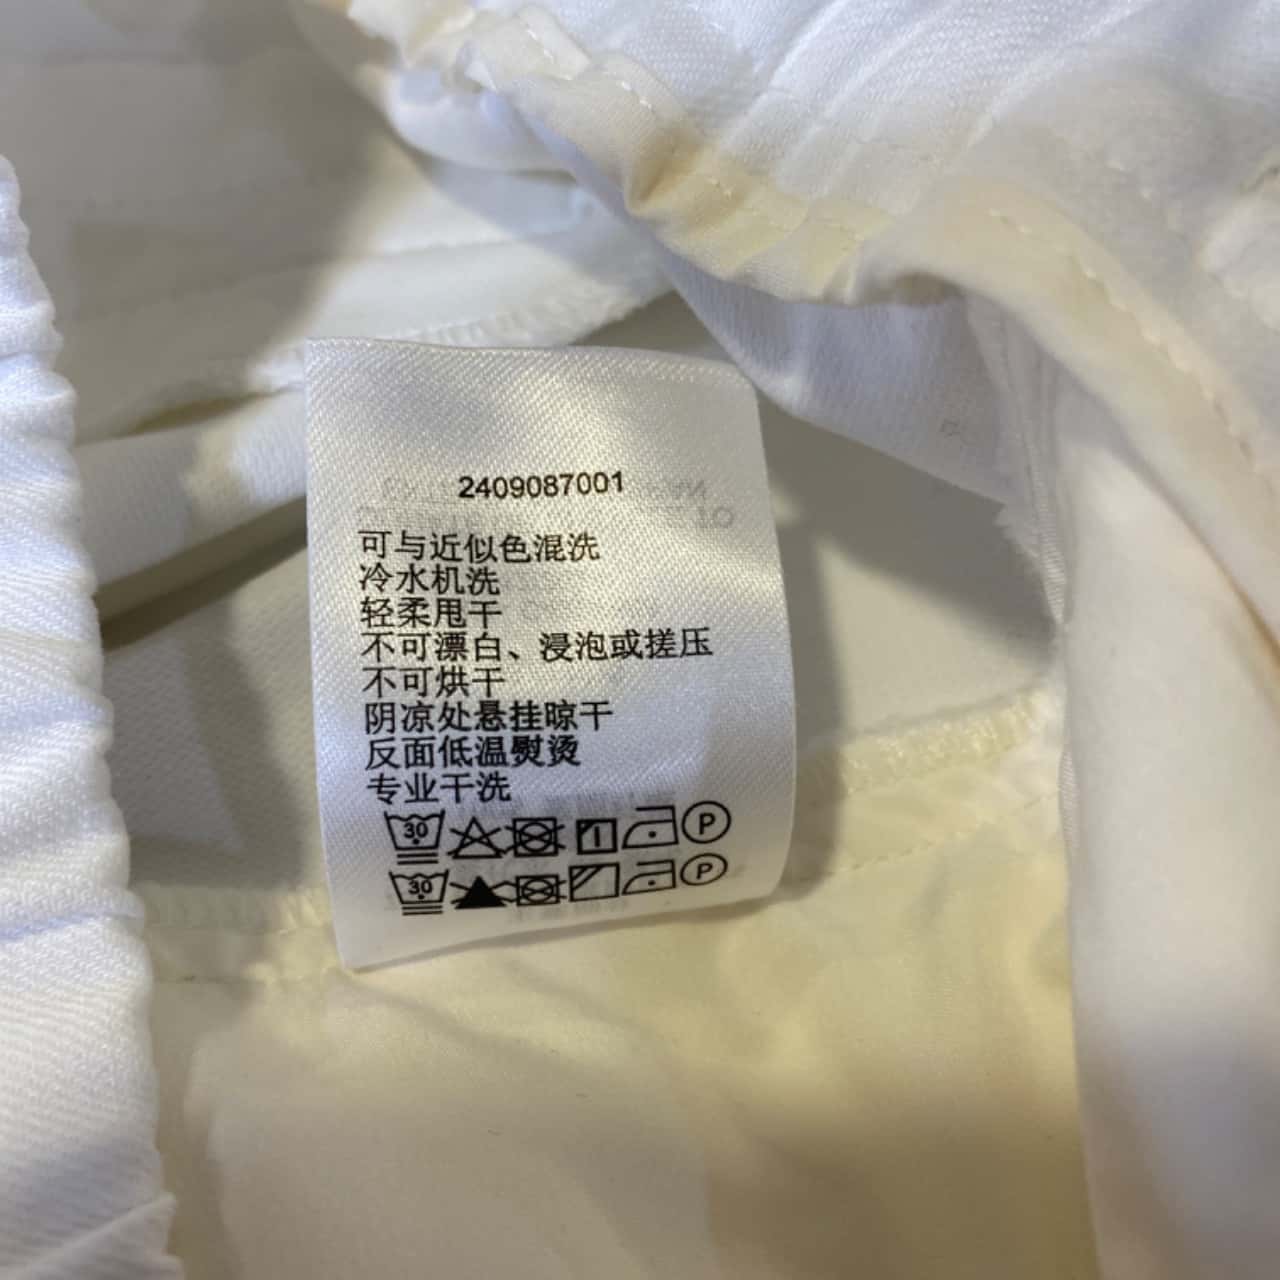 2409087001
可与近似色混洗
冷水机洗
轻柔甩干
不可漂白、浸泡或搓压
不可烘干
阴凉处悬挂晾干
反面低温熨烫
专业干洗
30 P
30 P